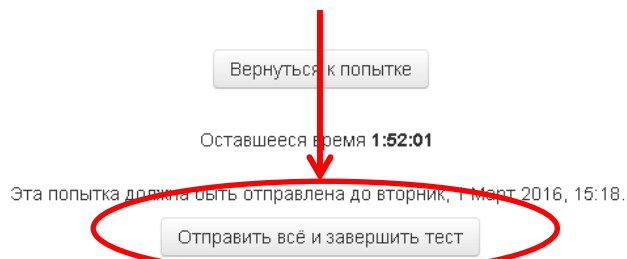 Вернуться к попытке
Оставшееся время 1:52:01
Эта попытка должна быть отправлена до вторник, 1 Март 2016, 15:18.
Отправить всё и завершить тест